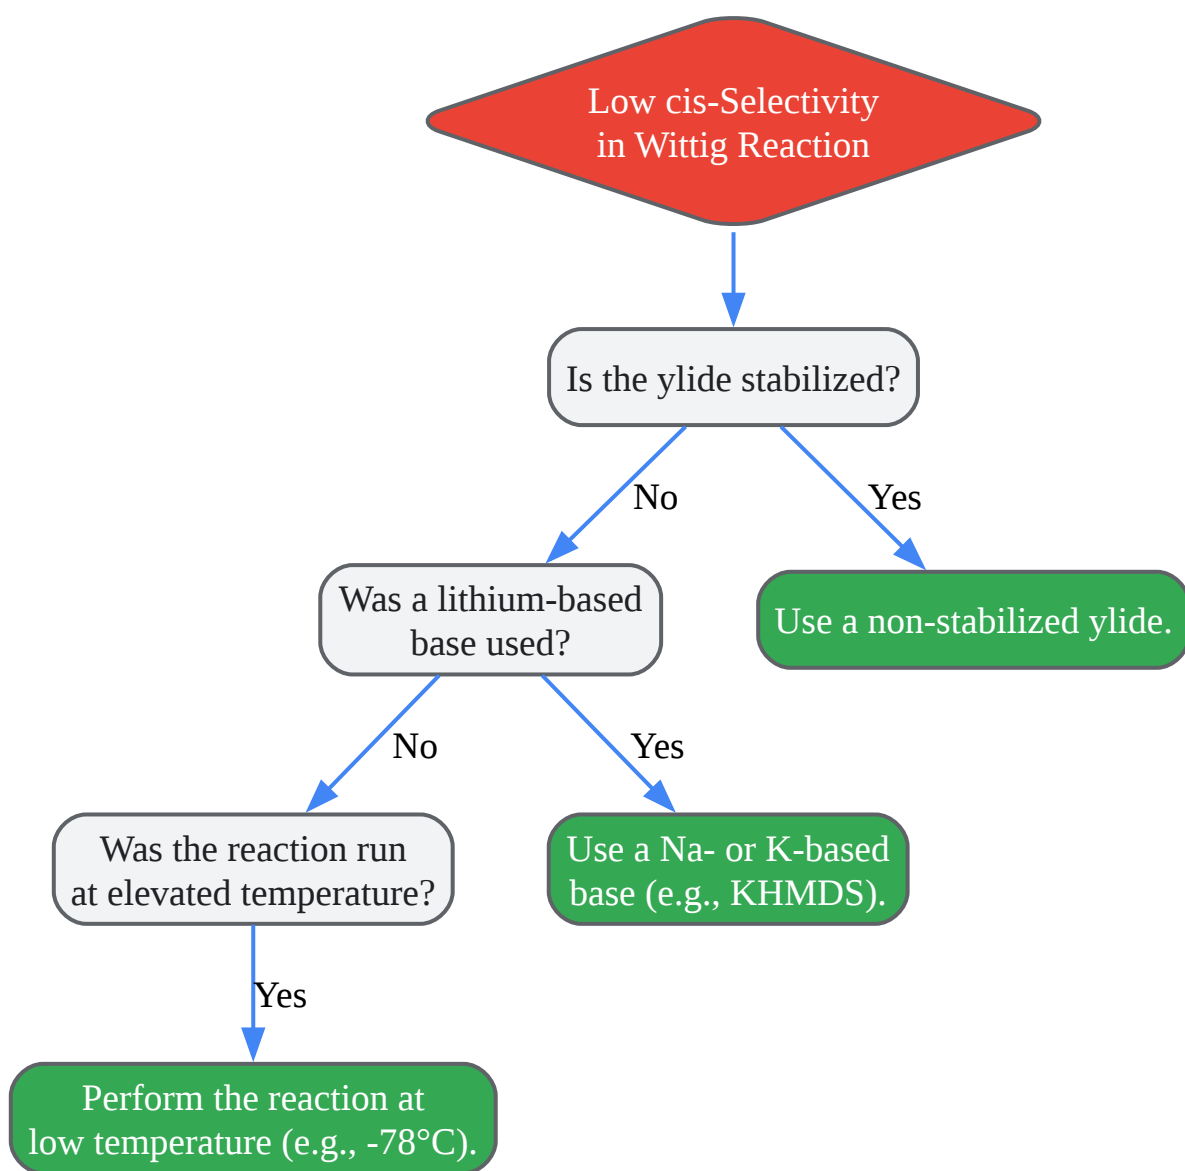 Low cis-Selectivity
in Wittig Reaction
Is the ylide stabilized?
No
Yes
Was a lithium-based
base used?
Use a non-stabilized ylide.
No
Yes
Was the reaction run
at elevated temperature?
Use a Na- or K-based
base (e.g., KHMDS).
Yes
Perform the reaction at
low temperature (e.g., -78°C).